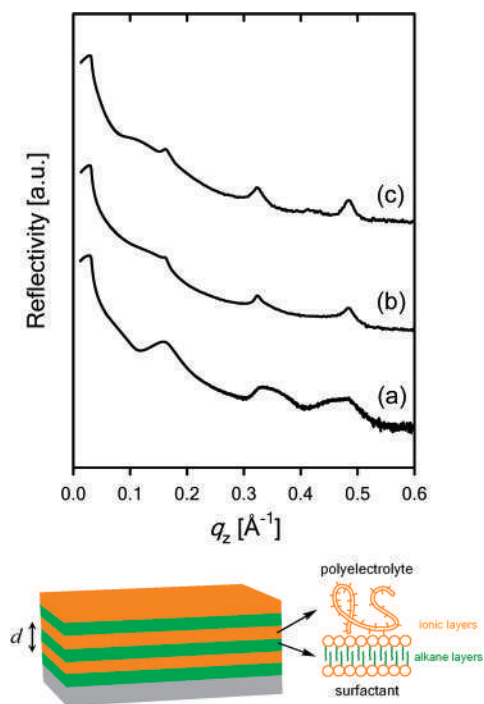 Reflectivity [a.u.]
(c)
(b)
(a)
0.0 0.1 0.2 0.3 0.4 0.5 0.6
q_z [Å⁻¹]
polyelectrolyte
d
ionic layers
alkane layers
surfactant